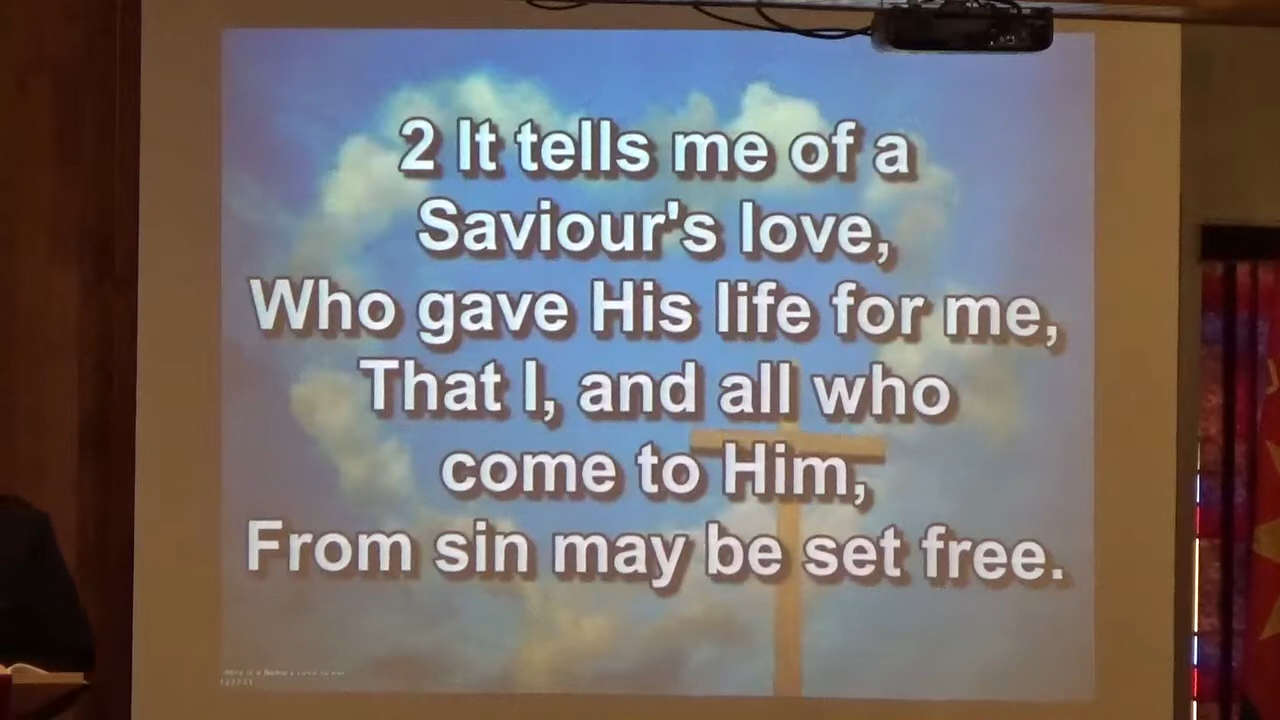 2 It tells me of a
Saviour's love,
Who gave His life for me,
That I, and all who
come to Him,
From sin may be set free.